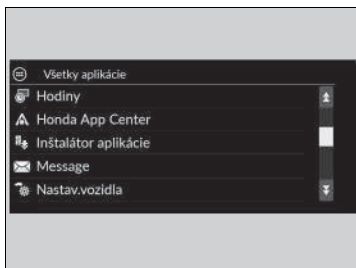 Všetky aplikácie
Hodiny
Honda App Center
Inštalátor aplikácie
Message
Nastav.vozidla